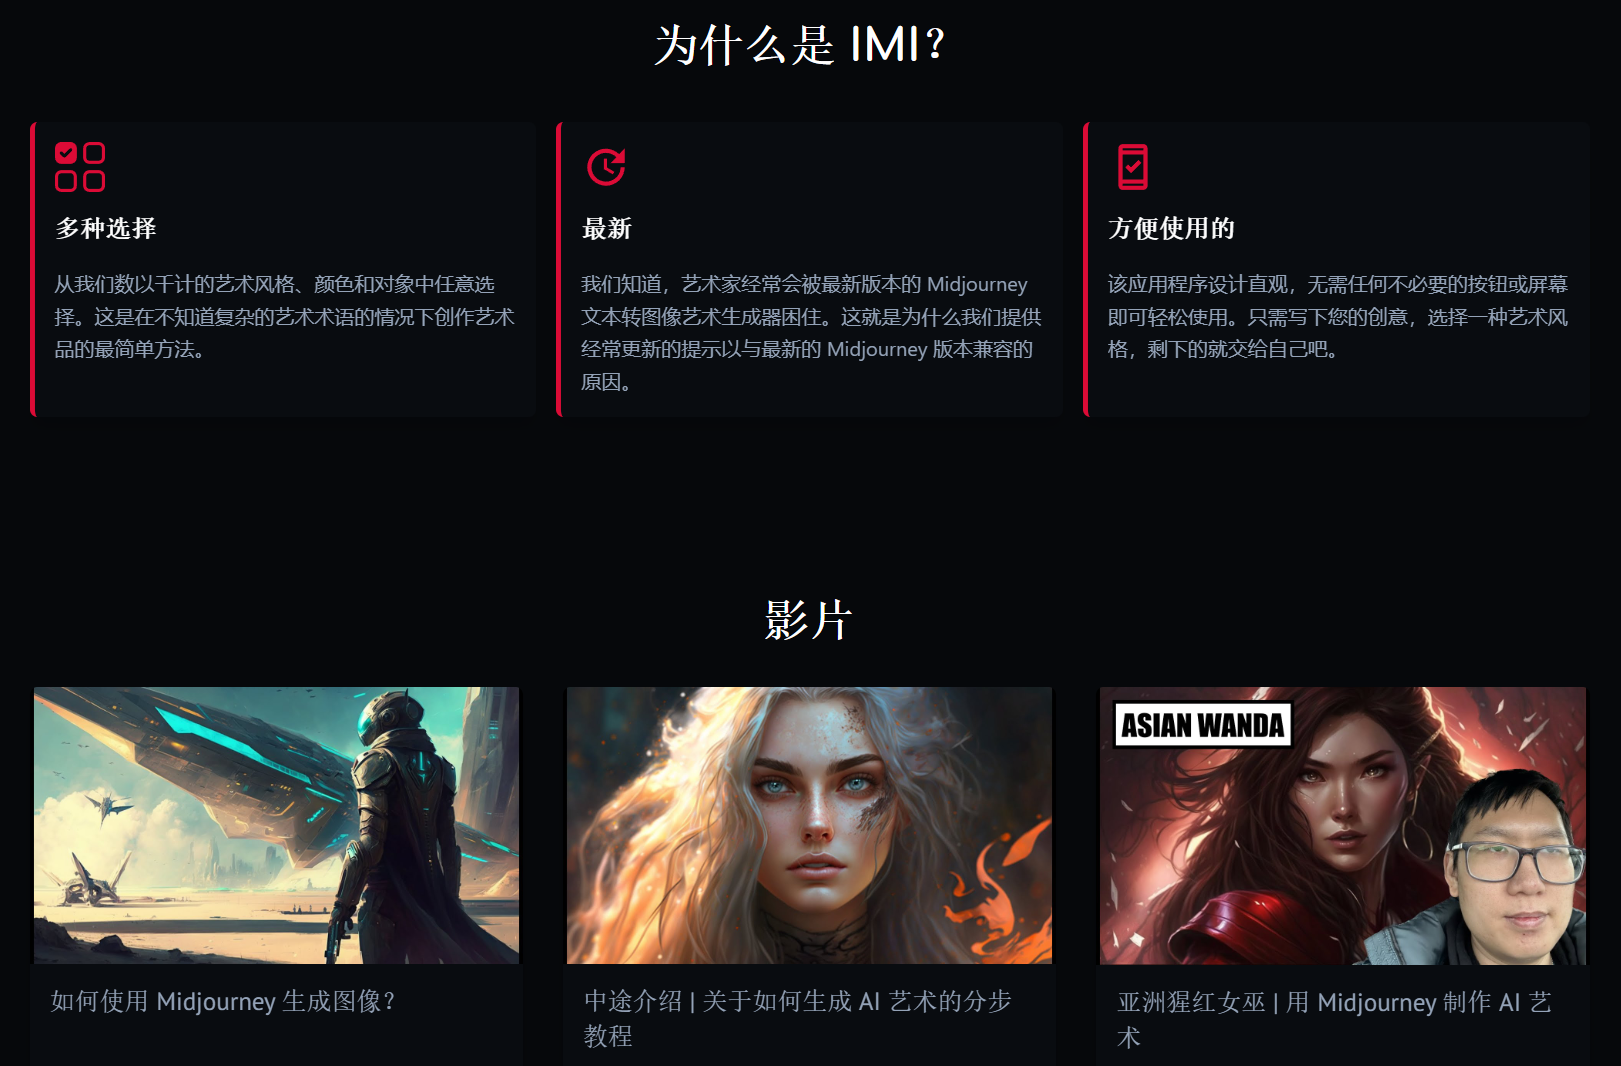 为什么是 IMI？
多种选择
从我们数以千计的艺术风格、颜色和对象中任意选
择。这是在不知道复杂的艺术术语的情况下创作艺术
品的最简单方法。
最新
我们知道，艺术家经常会被最新版本的 Midjourney
文本转图像艺术生成器困住。这就是为什么我们提供
经常更新的提示以与最新的 Midjourney 版本兼容的
原因。
方便使用的
该应用程序设计直观，无需任何不必要的按钮或屏幕
即可轻松使用。只需写下您的创意，选择一种艺术风
格，剩下的就交给自己吧。
影片
如何使用 Midjourney 生成图像？
中途介绍 | 关于如何生成 AI 艺术的分步
教程
ASIAN WANDA
亚洲猩红女巫 | 用 Midjourney 制作 AI 艺
术